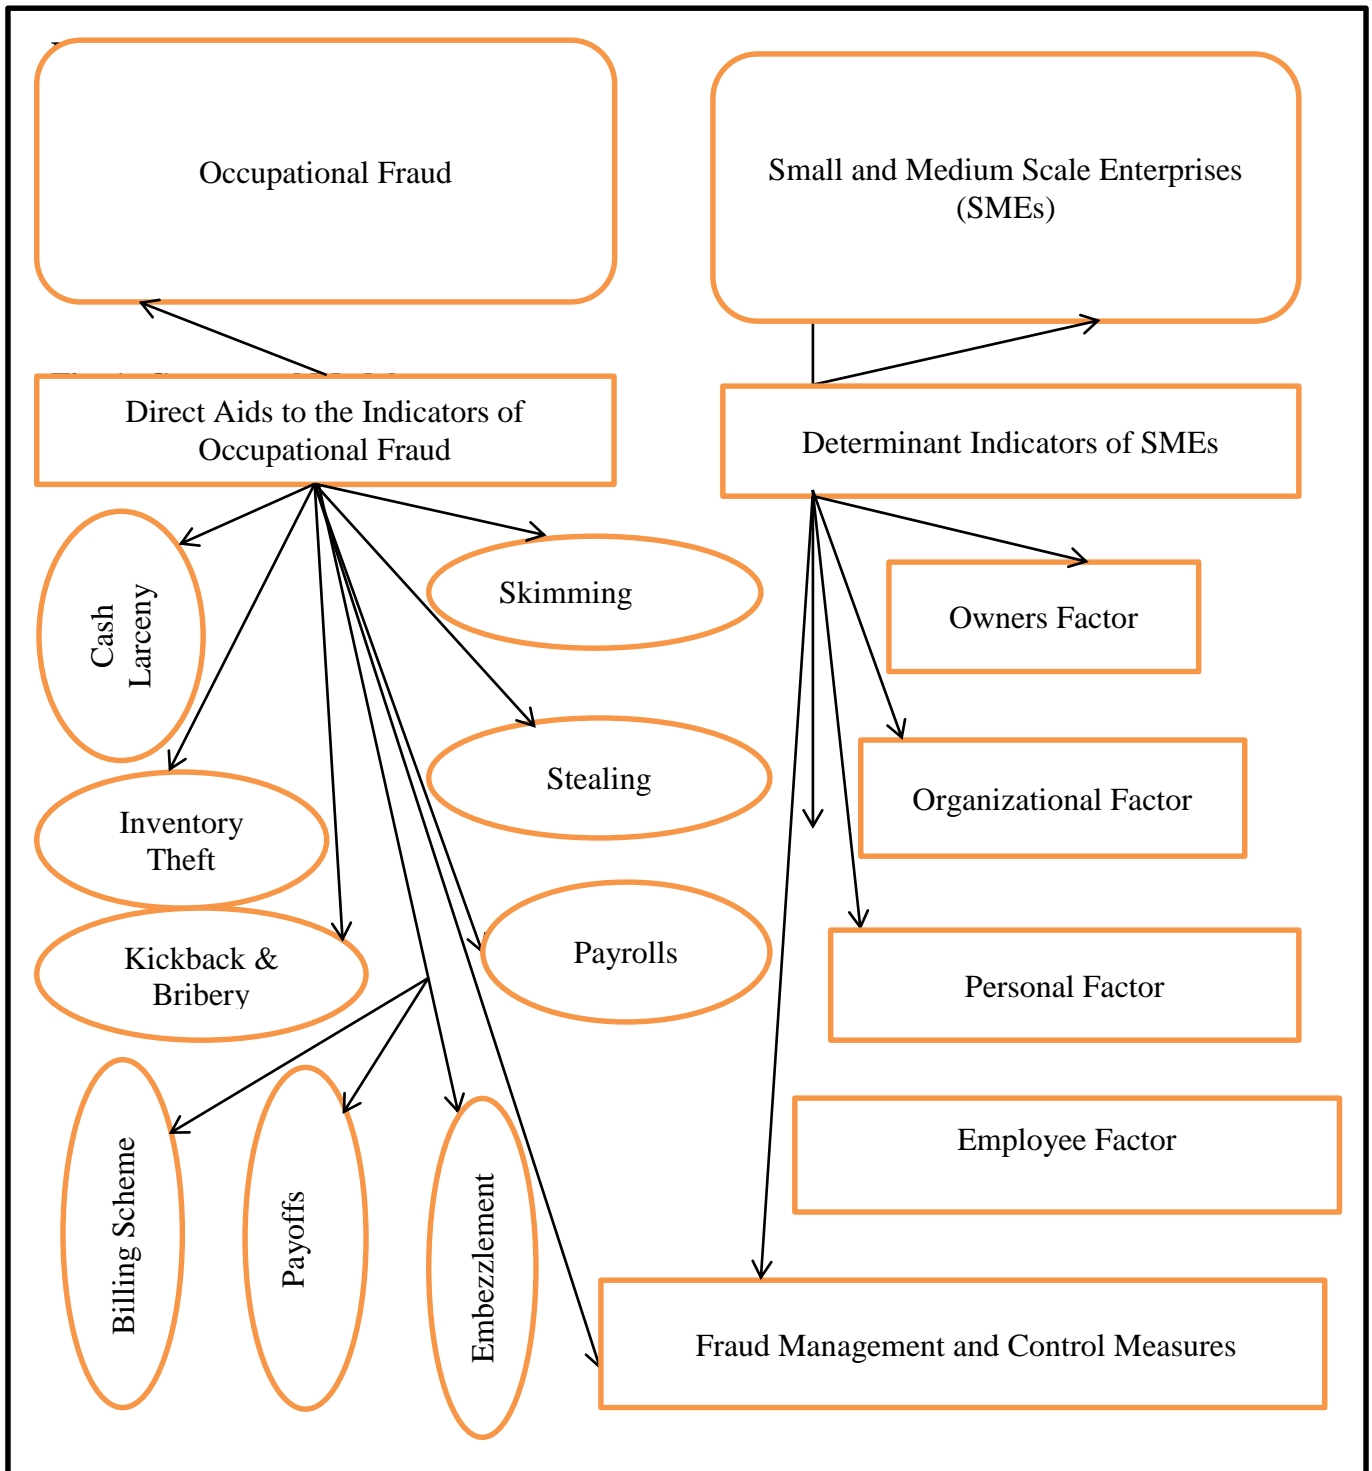 Occupational Fraud
Small and Medium Scale Enterprises
(SMEs)
Direct Aids to the Indicators of
Occupational Fraud
Determinant Indicators of SMEs
Cash
Larceny
Skimming
Owners Factor
Inventory
Theft
Stealing
Organizational Factor
Kickback &
Bribery
Payrolls
Personal Factor
Billing Scheme
Payoffs
Embezzlement
Employee Factor
Fraud Management and Control Measures